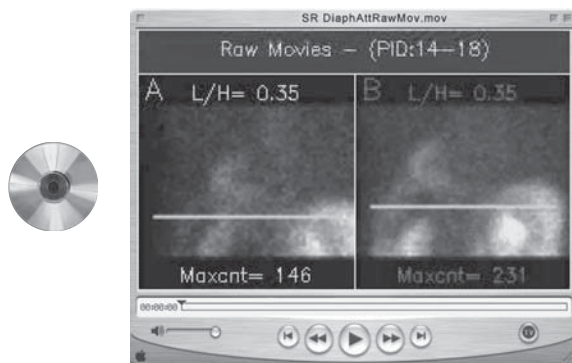 SR DiaphAttRawMov.mov
Raw Movies – (PID:14–18)
A L/H= 0.35
B L/H= 0.35
Maxcnt= 146
Maxcnt= 231
00:00:00